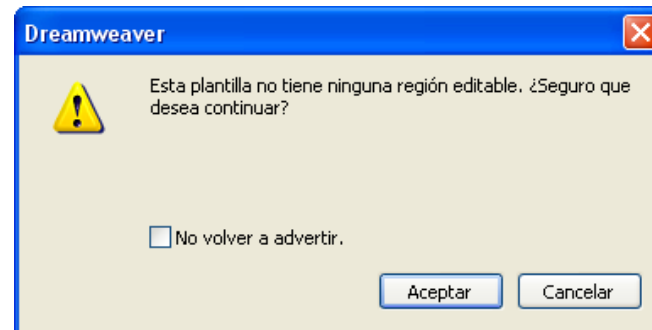 Dreamweaver
Esta plantilla no tiene ninguna región editable. ¿Seguro que
desea continuar?
No volver a advertir.
Aceptar
Cancelar